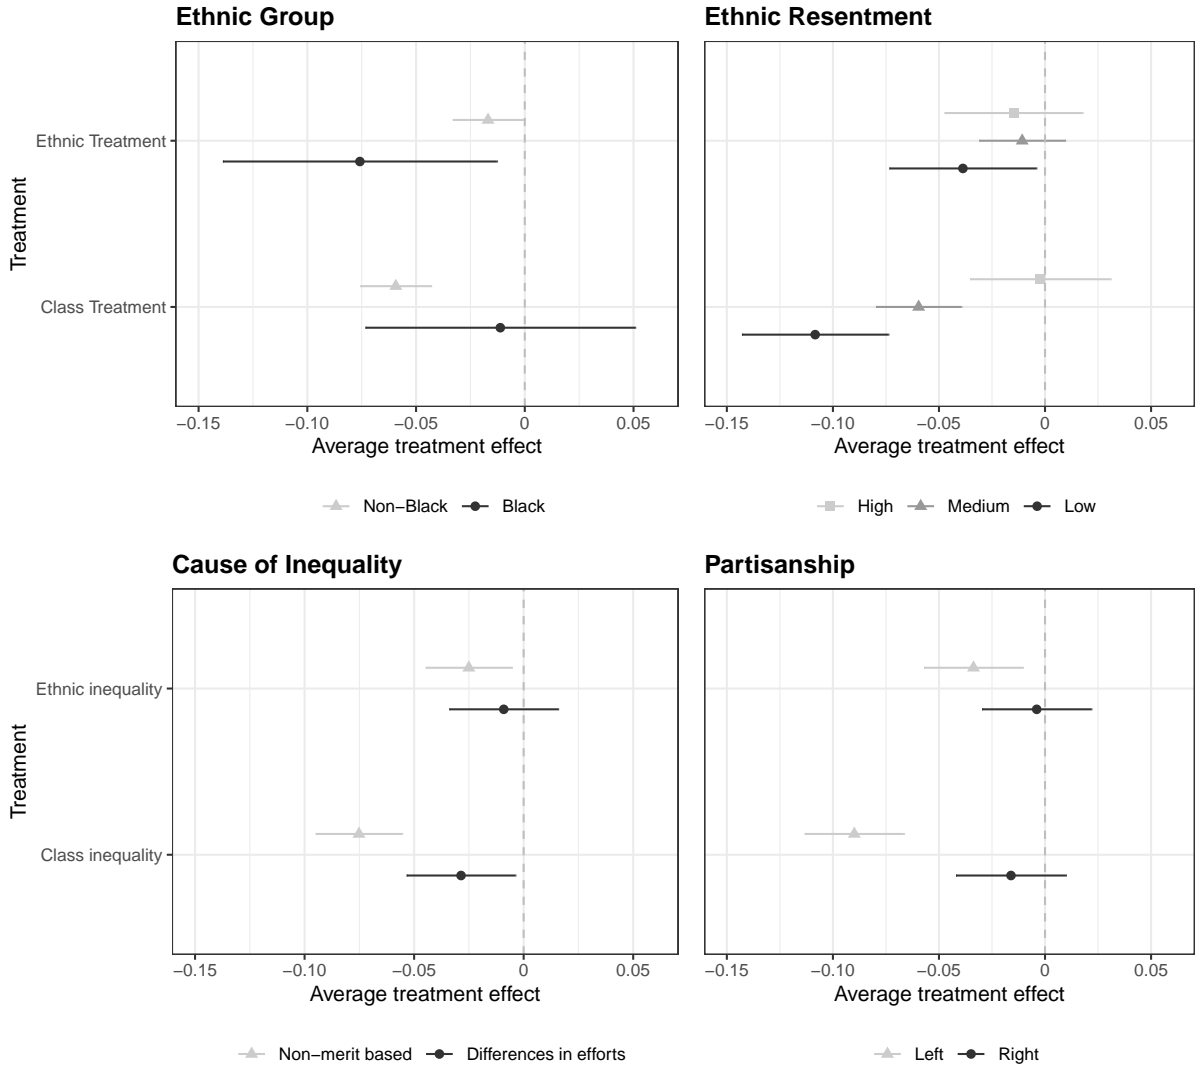 Ethnic Group
Ethnic Resentment
Treatment
Ethnic Treatment
Class Treatment
−0.15 −0.10 −0.05 0 0.05
−0.15 −0.10 −0.05 0 0.05
Average treatment effect
Average treatment effect
Non−Black Black
High Medium Low
Cause of Inequality
Partisanship
Treatment
Ethnic inequality
Class inequality
−0.15 −0.10 −0.05 0 0.05
−0.15 −0.10 −0.05 0 0.05
Average treatment effect
Average treatment effect
Non−merit based Differences in efforts
Left Right